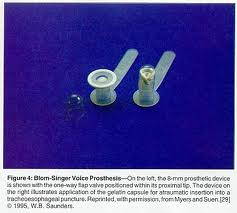 Figure 4: Blom-Singer Voice Prosthesis—On the left, the 8-mm prosthetic device
is shown with the one-way flap valve positioned within its proximal tip. The device on
the right illustrates application of the gelatin capsule for atraumatic insertion into a
tracheoesophageal puncture. Reprinted, with permission, from Myers and Suen.[29]
© 1995, W.B. Saunders.